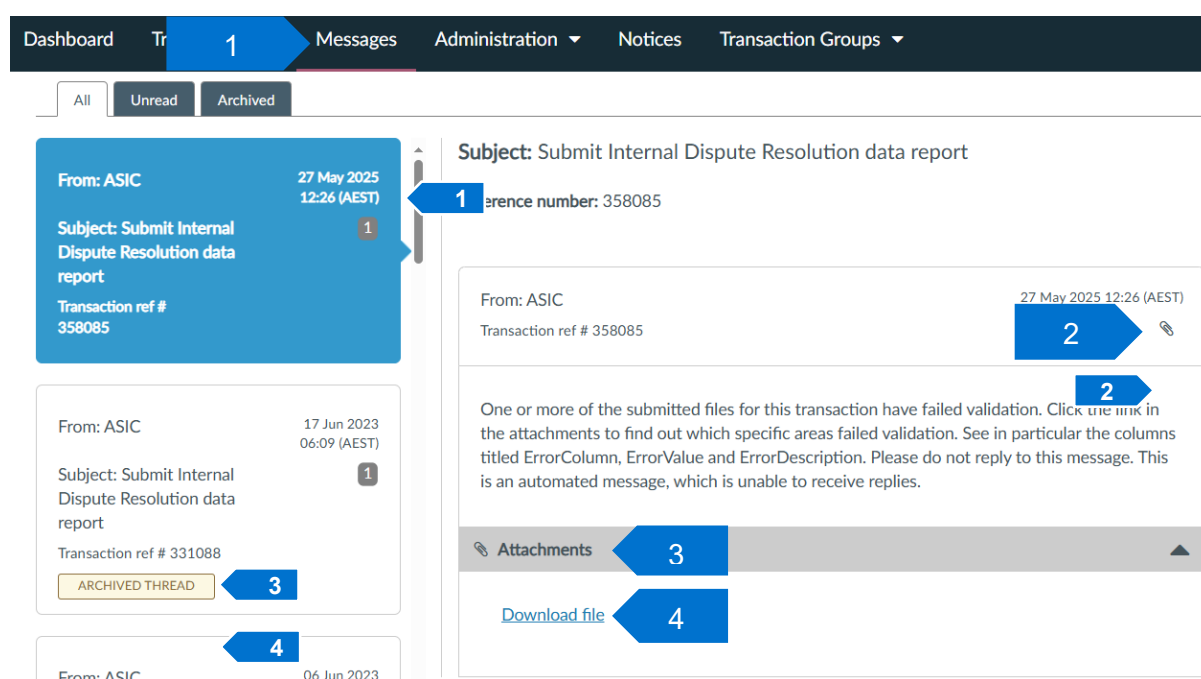 Dashboard Tr 1 Messages Administration Notices Transaction Groups
All Unread Archived
From: ASIC 27 May 2025
12:26 (AEST)
1
Subject: Submit Internal 1
Dispute Resolution data
report
Transaction ref #
358085
From: ASIC 17 Jun 2023
06:09 (AEST)
Subject: Submit Internal 1
Dispute Resolution data
report
Transaction ref # 331088
ARCHIVED THREAD 3
4
From: ASIC 06 Jun 2023
Subject: Submit Internal Dispute Resolution data report
erence number: 358085
From: ASIC 27 May 2025 12:26 (AEST)
Transaction ref # 358085 2
2
One or more of the submitted files for this transaction have failed validation. Click the link in
the attachments to find out which specific areas failed validation. See in particular the columns
titled ErrorColumn, ErrorValue and ErrorDescription. Please do not reply to this message. This
is an automated message, which is unable to receive replies.
Attachments 3
Download file 4